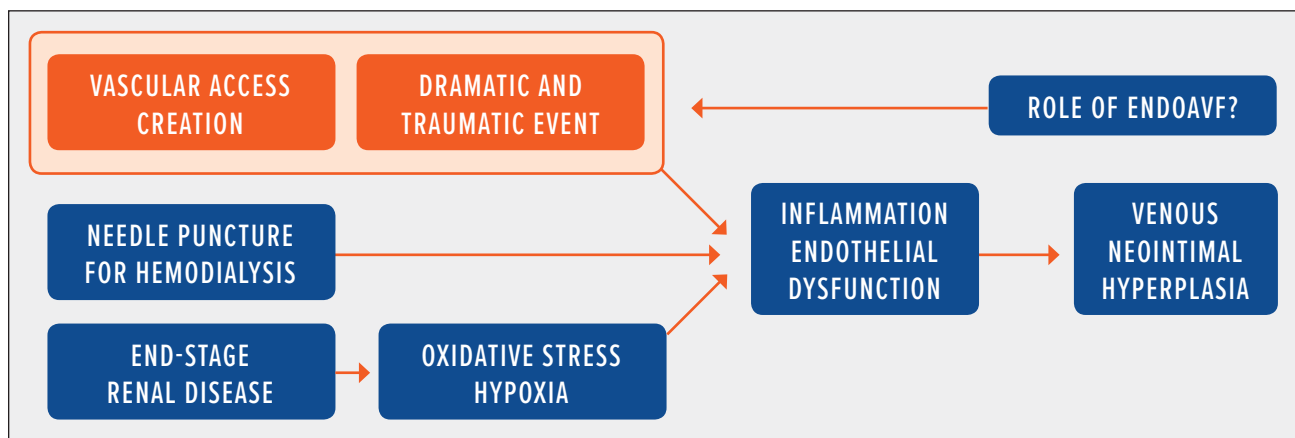 VASCULAR ACCESS
CREATION
DRAMATIC AND
TRAUMATIC EVENT
ROLE OF ENDOAVF?
NEEDLE PUNCTURE
FOR HEMODIALYSIS
INFLAMMATION
ENDOTHELIAL
DYSFUNCTION
VENOUS
NEOINTIMAL
HYPERPLASIA
END-STAGE
RENAL DISEASE
OXIDATIVE STRESS
HYPOXIA